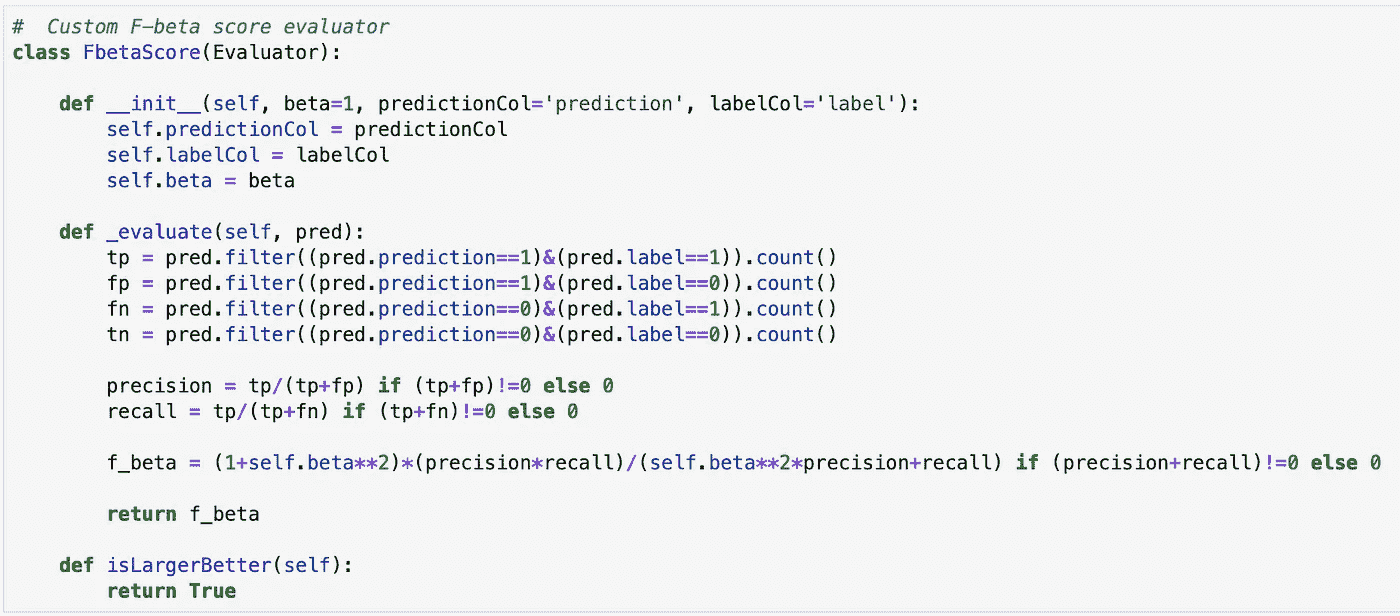 #  Custom F-beta score evaluator
class FbetaScore(Evaluator):

    def __init__(self, beta=1, predictionCol='prediction', labelCol='label'):
        self.predictionCol = predictionCol
        self.labelCol = labelCol
        self.beta = beta

    def _evaluate(self, pred):
        tp = pred.filter((pred.prediction==1)&(pred.label==1)).count()
        fp = pred.filter((pred.prediction==1)&(pred.label==0)).count()
        fn = pred.filter((pred.prediction==0)&(pred.label==1)).count()
        tn = pred.filter((pred.prediction==0)&(pred.label==0)).count()

        precision = tp/(tp+fp) if (tp+fp)!=0 else 0
        recall = tp/(tp+fn) if (tp+fn)!=0 else 0

        f_beta = (1+self.beta**2)*(precision*recall)/(self.beta**2*precision+recall) if (precision+recall)!=0 else 0

        return f_beta

    def isLargerBetter(self):
        return True